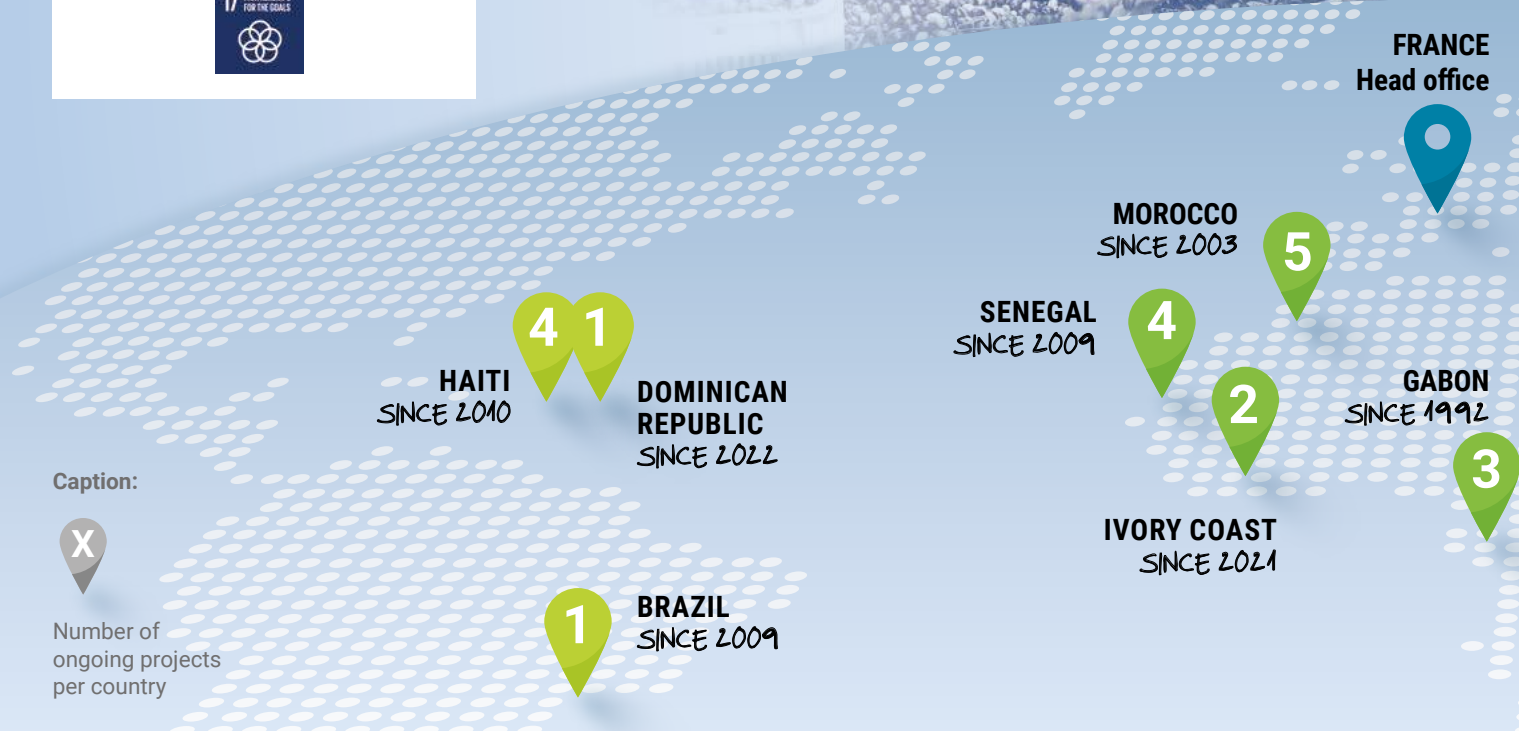 17
FOR THE GOALS
FRANCE
Head office
MOROCCO
SINCE 2003
5
SENEGAL
SINCE 2009
4
4
1
HAITI
SINCE 2010
DOMINICAN
REPUBLIC
SINCE 2022
2
GABON
SINCE 1992
3
IVORY COAST
SINCE 2021
1
BRAZIL
SINCE 2009
Caption:
X
Number of
ongoing projects
per country